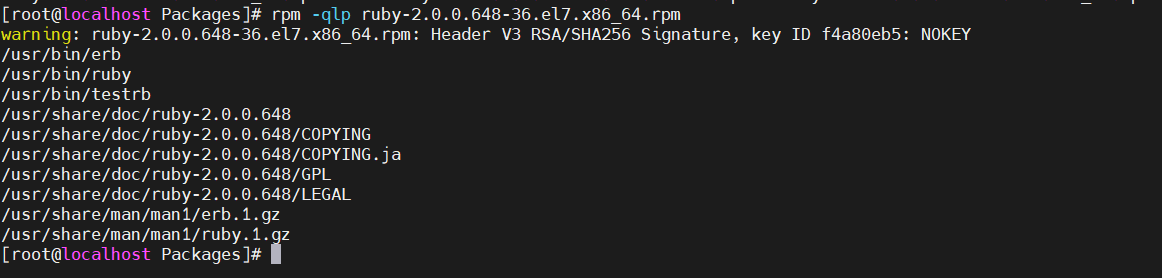 [root@localhost Packages]# rpm -qlp ruby-2.0.0.648-36.el7.x86_64.rpm
warning: ruby-2.0.0.648-36.el7.x86_64.rpm: Header V3 RSA/SHA256 Signature, key ID f4a80eb5: NOKEY
/usr/bin/erb
/usr/bin/ruby
/usr/bin/testrb
/usr/share/doc/ruby-2.0.0.648
/usr/share/doc/ruby-2.0.0.648/COPYING
/usr/share/doc/ruby-2.0.0.648/COPYING.ja
/usr/share/doc/ruby-2.0.0.648/GPL
/usr/share/doc/ruby-2.0.0.648/LEGAL
/usr/share/man/man1/erb.1.gz
/usr/share/man/man1/ruby.1.gz
[root@localhost Packages]#